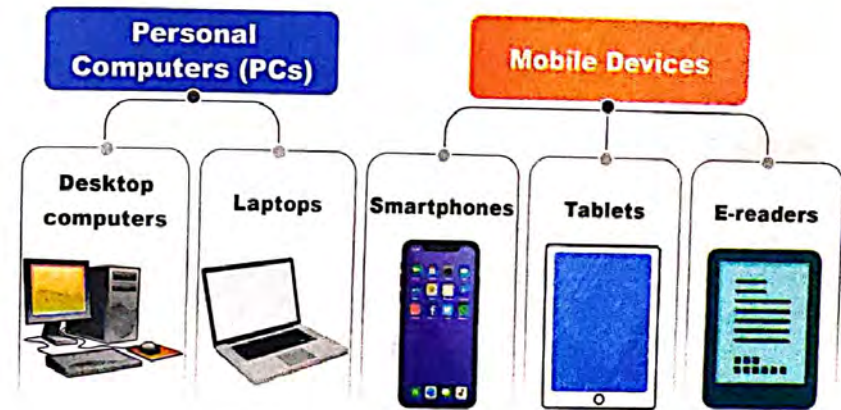 Personal
Computers (PCs)
Mobile Devices
Desktop
computers
Laptops
Smartphones
Tablets
E-readers